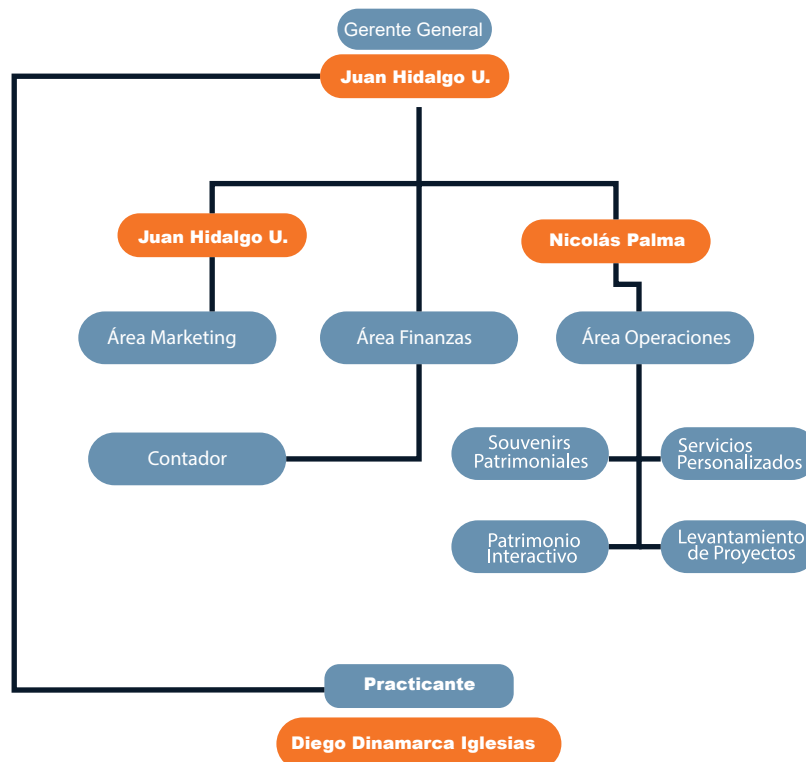 Gerente General
Juan Hidalgo U.
Juan Hidalgo U.
Nicolás Palma
Área Marketing
Área Finanzas
Área Operaciones
Contador
Souvenirs
Patrimoniales
Servicios
Personalizados
Patrimonio
Interactivo
Levantamiento
de Proyectos
Practicante
Diego Dinamarca Iglesias